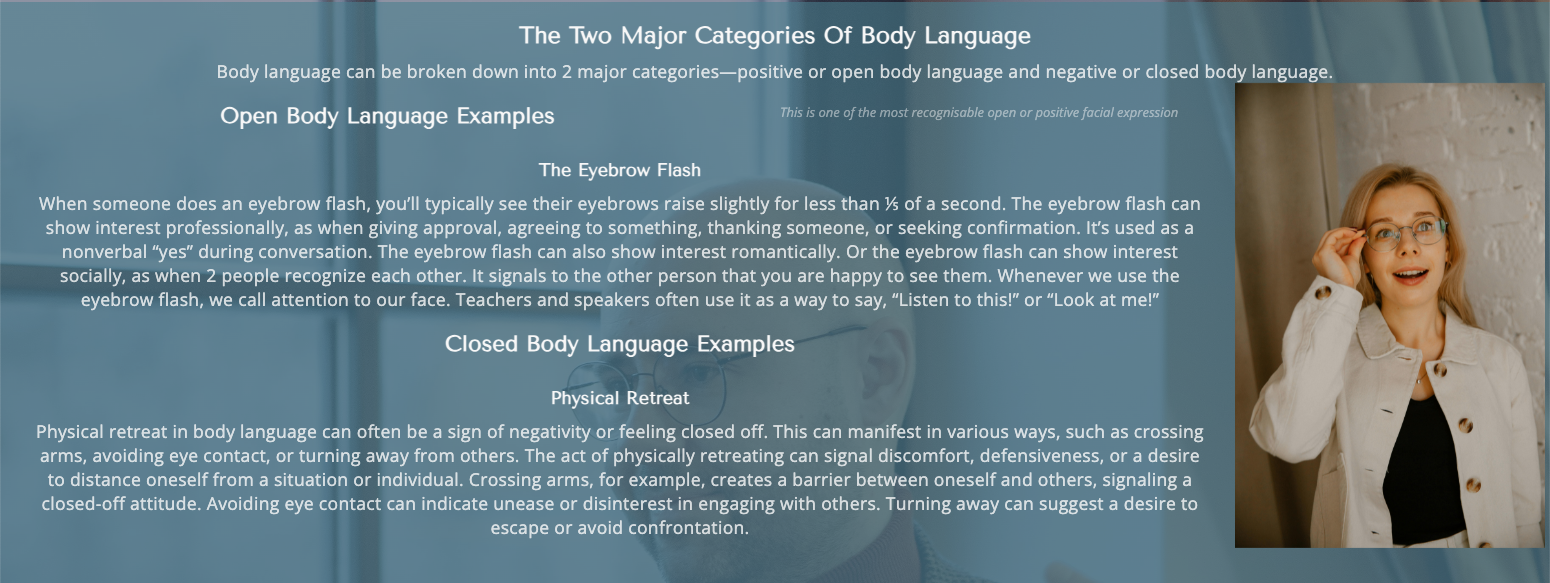 The Two Major Categories Of Body Language
Body language can be broken down into 2 major categories—positive or open body language and negative or closed body language.
Open Body Language Examples
This is one of the most recognisable open or positive facial expression
The Eyebrow Flash
When someone does an eyebrow flash, you’ll typically see their eyebrows raise slightly for less than ⅕ of a second. The eyebrow flash can
show interest professionally, as when giving approval, agreeing to something, thanking someone, or seeking confirmation. It’s used as a
nonverbal “yes” during conversation. The eyebrow flash can also show interest romantically. Or the eyebrow flash can show interest
socially, as when 2 people recognize each other. It signals to the other person that you are happy to see them. Whenever we use the
eyebrow flash, we call attention to our face. Teachers and speakers often use it as a way to say, “Listen to this!” or “Look at me!”
Closed Body Language Examples
Physical Retreat
Physical retreat in body language can often be a sign of negativity or feeling closed off. This can manifest in various ways, such as crossing
arms, avoiding eye contact, or turning away from others. The act of physically retreating can signal discomfort, defensiveness, or a desire
to distance oneself from a situation or individual. Crossing arms, for example, creates a barrier between oneself and others, signaling a
closed-off attitude. Avoiding eye contact can indicate unease or disinterest in engaging with others. Turning away can suggest a desire to
escape or avoid confrontation.